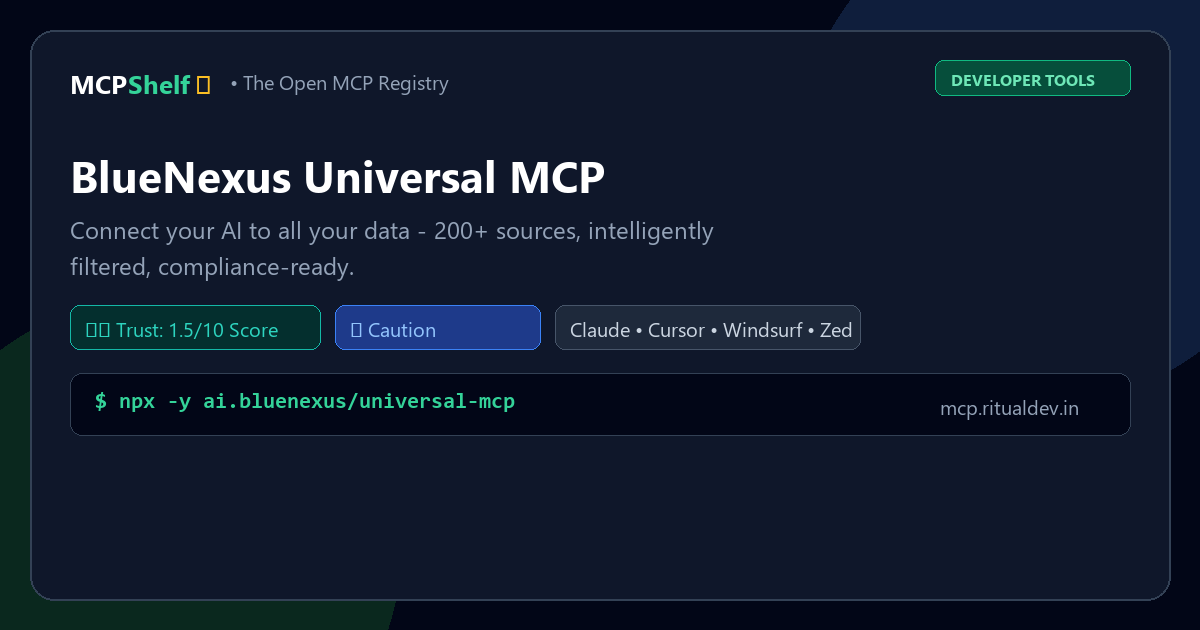 MCPShelf • The Open MCP Registry
DEVELOPER TOOLS
BlueNexus Universal MCP
Connect your AI to all your data - 200+ sources, intelligently
filtered, compliance-ready.
Trust: 1.5/10 Score
Caution
Claude • Cursor • Windsurf • Zed
$ npx -y ai.bluenexus/universal-mcp
mcp.ritualdev.in